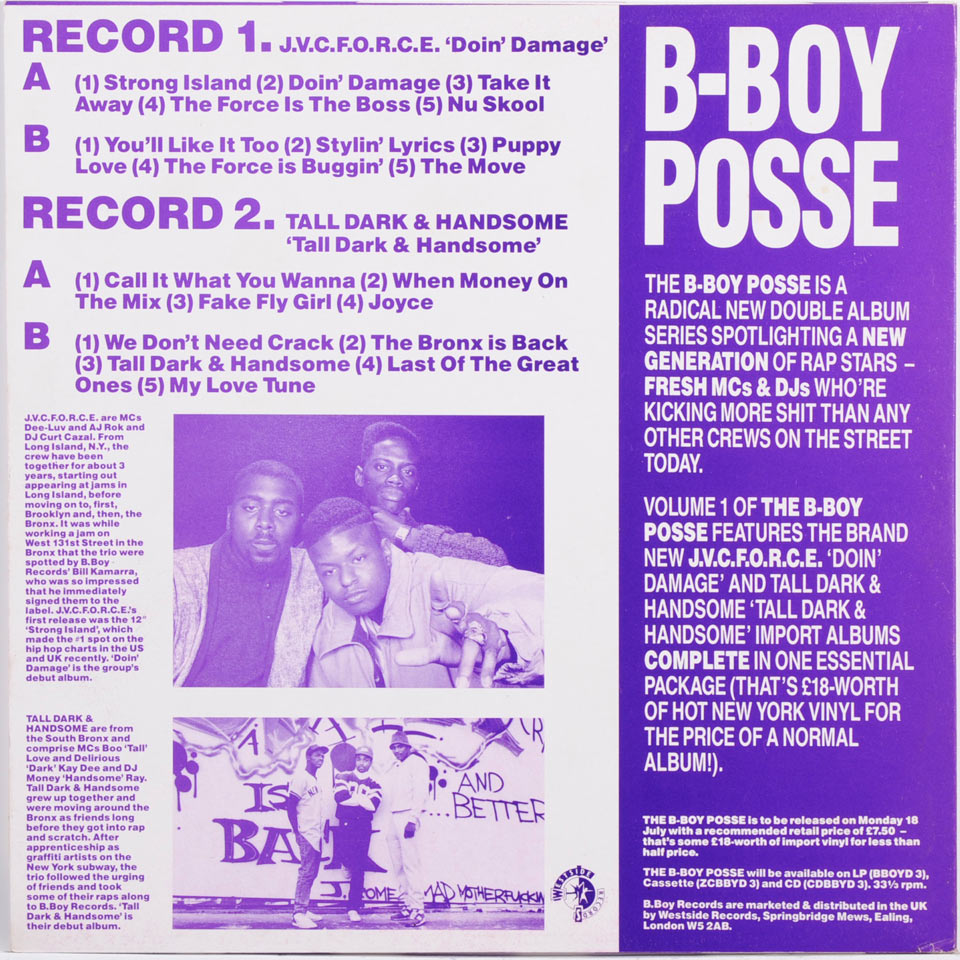 RECORD 1. J.V.C.F.O.R.C.E. ‘Doin’ Damage’
A (1) Strong Island (2) Doin’ Damage (3) Take It
Away (4) The Force Is The Boss (5) Nu Skool
B (1) You’ll Like It Too (2) Stylin’ Lyrics (3) Puppy
Love (4) The Force is Buggin’ (5) The Move
RECORD 2. TALL DARK & HANDSOME
‘Tall Dark & Handsome’
A (1) Call It What You Wanna (2) When Money On
The Mix (3) Fake Fly Girl (4) Joyce
B (1) We Don’t Need Crack (2) The Bronx is Back
(3) Tall Dark & Handsome (4) Last Of The Great
Ones (5) My Love Tune
J.V.C.F.O.R.C.E. are MCs
Dee-Luv and AJ Rok and
DJ Curt Cazal. From
Long Island, N.Y., the
crew have been
together for about 3
years, starting out
appearing at jams in
Long Island, before
moving on to, first,
Brooklyn and, then, the
Bronx. It was while
working a jam on
West 131st Street in the
Bronx that the trio were
spotted by B.Boy
Records’ Bill Kamarra,
who was so impressed
that he immediately
signed them to the
label. J.V.C.F.O.R.C.E.’s
first release was the 12"
‘Strong Island’, which
made the #1 spot on the
hip hop charts in the US
and UK recently. ‘Doin’
Damage’ is the group’s
debut album.
TALL DARK &
HANDSOME are from
the South Bronx and
comprise MCs Boo ‘Tall’
Love and Delirious
‘Dark’ Kay Dee and DJ
Money ‘Handsome’ Ray.
Tall Dark & Handsome
grew up together and
were moving around the
Bronx as friends long
before they got into rap
and scratch. After
apprenticeship as
graffiti artists on the
New York subway, the
trio followed the urging
of friends and took
some of their raps along
to B.Boy Records. ‘Tall
Dark & Handsome’ is
their debut album.
IS
BACK
AND
...BETTER
MAD MOTHERFUCKIN
WESTSIDE RECORDS
B-BOY
POSSE
THE B-BOY POSSE IS A
RADICAL NEW DOUBLE ALBUM
SERIES SPOTLIGHTING A NEW
GENERATION OF RAP STARS –
FRESH MCs & DJs WHO’RE
KICKING MORE SHIT THAN ANY
OTHER CREWS ON THE STREET
TODAY.
VOLUME 1 OF THE B-BOY
POSSE FEATURES THE BRAND
NEW J.V.C.F.O.R.C.E. ‘DOIN’
DAMAGE’ AND TALL DARK &
HANDSOME ‘TALL DARK &
HANDSOME’ IMPORT ALBUMS
COMPLETE IN ONE ESSENTIAL
PACKAGE (THAT’S £18-WORTH
OF HOT NEW YORK VINYL FOR
THE PRICE OF A NORMAL
ALBUM!).
THE B-BOY POSSE is to be released on Monday 18
July with a recommended retail price of £7.50 –
that’s some £18-worth of import vinyl for less than
half price.
THE B-BOY POSSE will be available on LP (BBOYD 3),
Cassette (ZCBBYD 3) and CD (CDBBYD 3). 33⅓ rpm.
B.Boy Records are marketed & distributed in the UK
by Westside Records, Springbridge Mews, Ealing,
London W5 2AB.